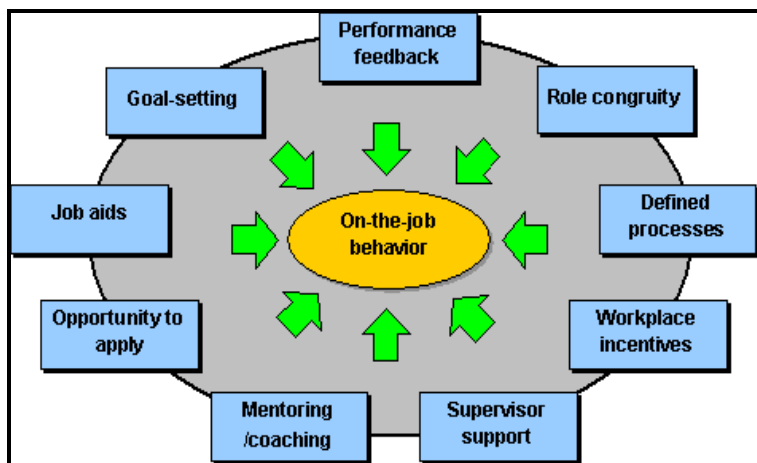 Performance
feedback
Goal-setting
Role congruity
Job aids
On-the-job
behavior
Defined
processes
Opportunity to
apply
Workplace
incentives
Mentoring
/coaching
Supervisor
support